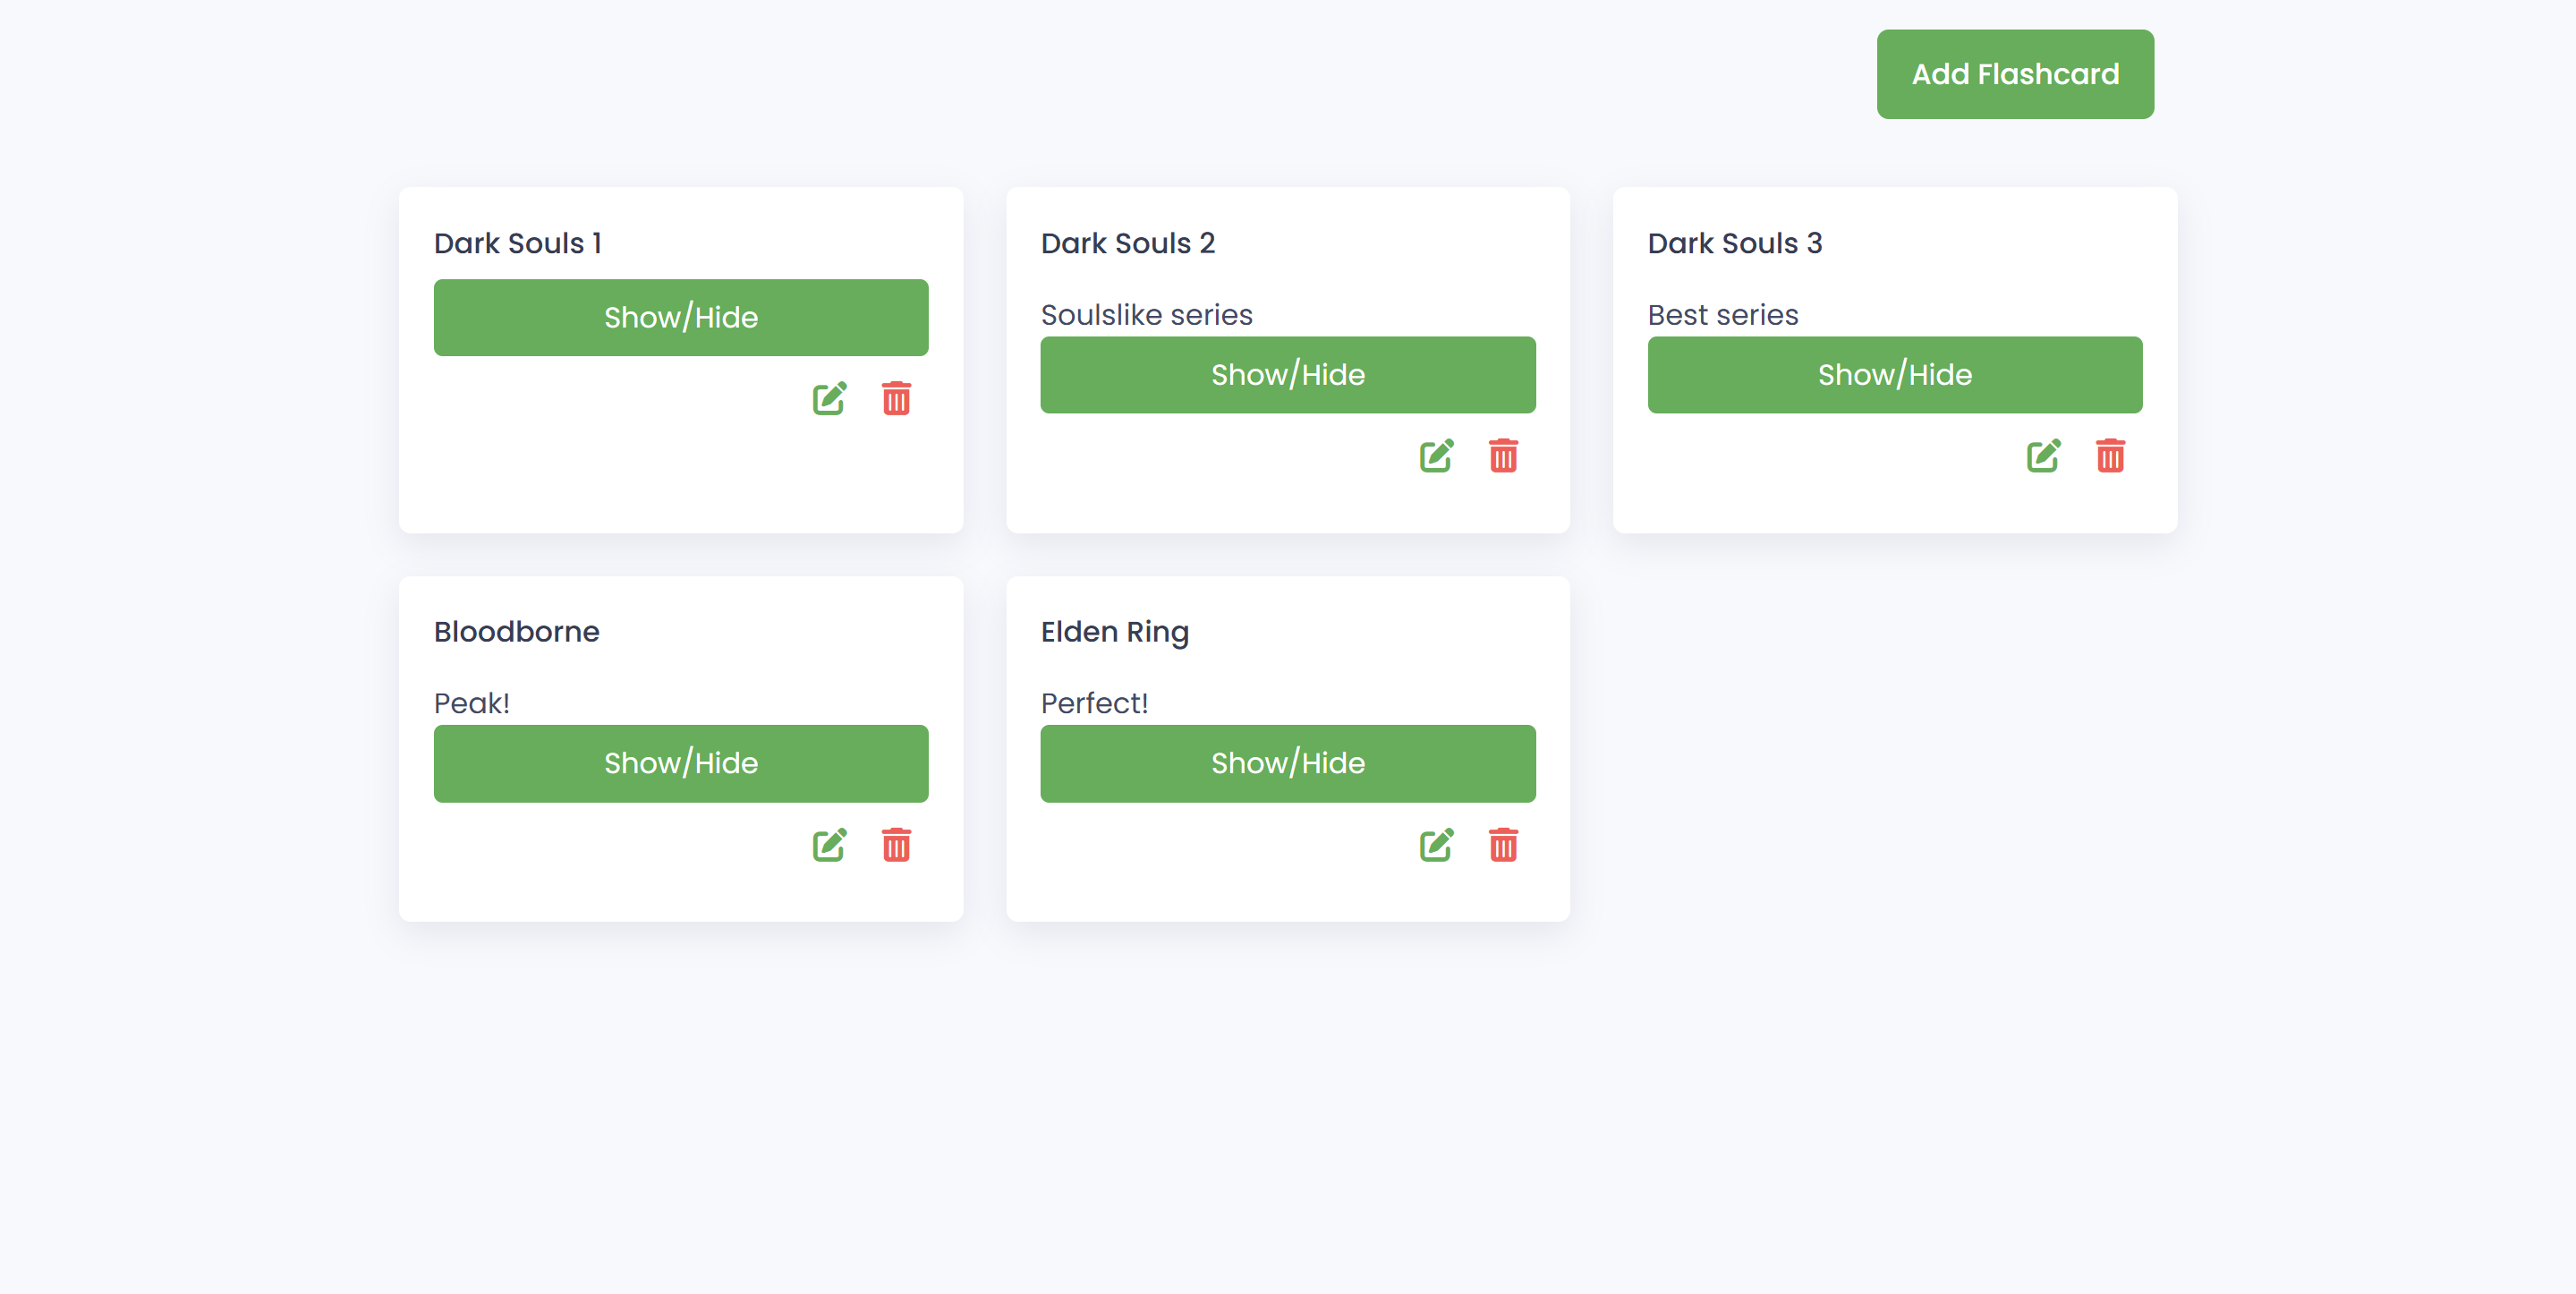 Add Flashcard
Dark Souls 1
Show/Hide
Dark Souls 2
Soulslike series
Show/Hide
Dark Souls 3
Best series
Show/Hide
Bloodborne
Peak!
Show/Hide
Elden Ring
Perfect!
Show/Hide